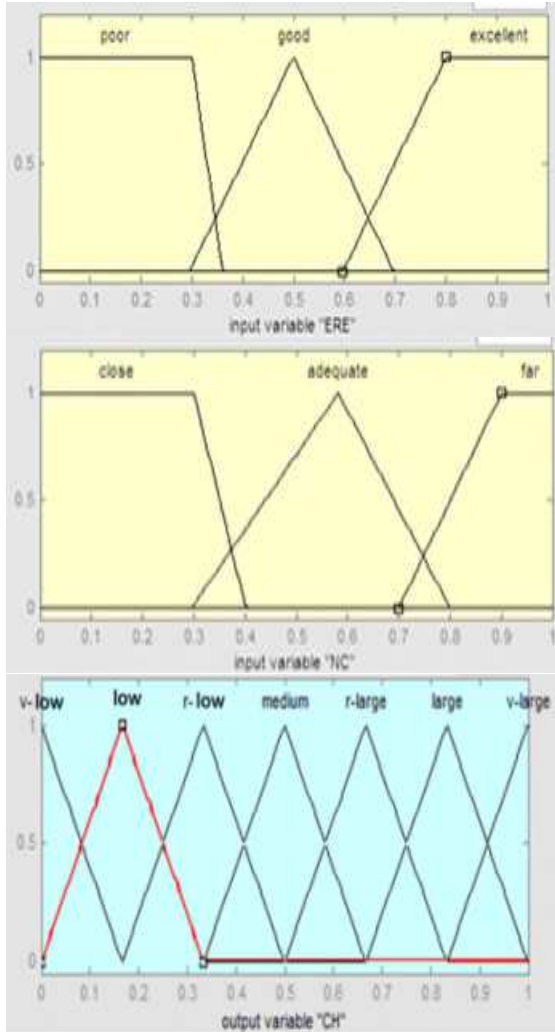 poor good excellent
1
0.5
0
0 0.1 0.2 0.3 0.4 0.5 0.6 0.7 0.8 0.9 1
input variable "ERE"
close adequate far
1
0.5
0
0 0.1 0.2 0.3 0.4 0.5 0.6 0.7 0.8 0.9 1
input variable "NC"
v-low low r-low medium r-large large v-large
1
0.5
0
0 0.1 0.2 0.3 0.4 0.5 0.6 0.7 0.8 0.9 1
output variable "CH"